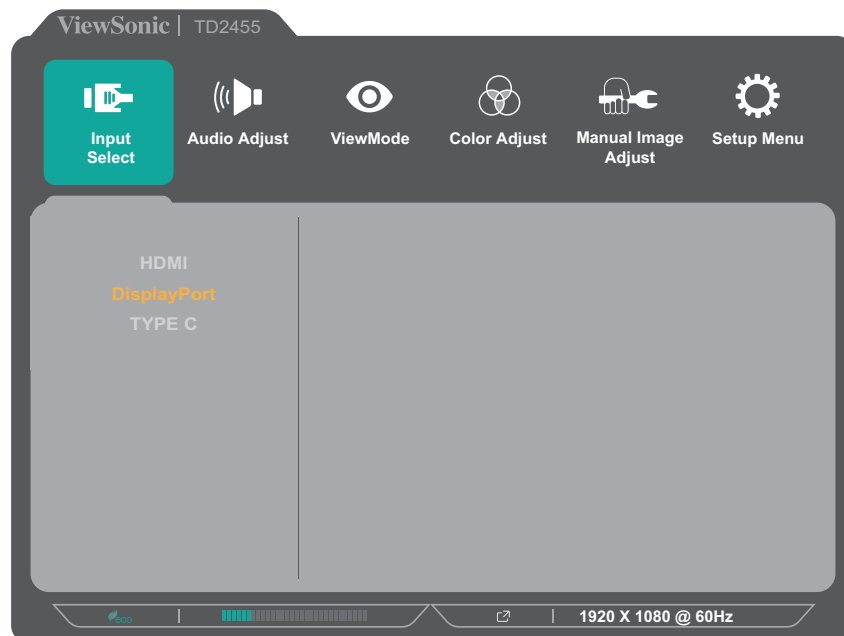 ViewSonic | TD2455
Input Select
Audio Adjust
ViewMode
Color Adjust
Manual Image Adjust
Setup Menu
HDMI
DisplayPort
TYPE C
eco
1920 X 1080 @ 60Hz